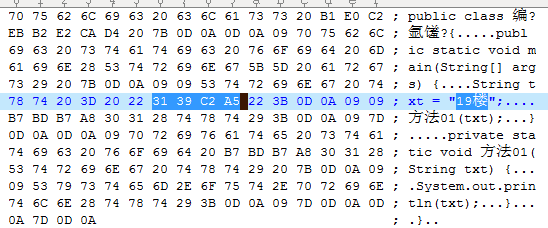 70 75 62 6C 69 63 20 63 6C 61 73 73 20 B1 E0 C2 ; public class 编?
EB B2 E2 CA D4 20 7B 0D 0A 0D 0A 09 70 75 62 6C ; 氩馐?{.....publ
69 63 20 73 74 61 74 69 63 20 76 6F 69 64 20 6D ; ic static void m
61 69 6E 28 53 74 72 69 6E 67 5B 5D 20 61 72 67 ; ain(String[] arg
73 29 20 7B 0D 0A 09 09 53 74 72 69 6E 67 20 74 ; s) {....String t
78 74 20 3D 20 22 31 39 C2 A5 22 3B 0D 0A 09 09 ; xt = "19楼";....
B7 BD B7 A8 30 31 28 74 78 74 29 3B 0D 0A 09 7D ; 方法01(txt);...}
0D 0A 0D 0A 09 70 72 69 76 61 74 65 20 73 74 61 ; .....private sta
74 69 63 20 76 6F 69 64 20 B7 BD B7 A8 30 31 28 ; tic void 方法01(
53 74 72 69 6E 67 20 74 78 74 29 20 7B 0D 0A 09 ; String txt) {...
09 53 79 73 74 65 6D 2E 6F 75 74 2E 70 72 69 6E ; .System.out.prin
74 6C 6E 28 74 78 74 29 3B 0D 0A 09 7D 0D 0A 0D ; tln(txt);...}...
0A 7D 0D 0A ; .}..